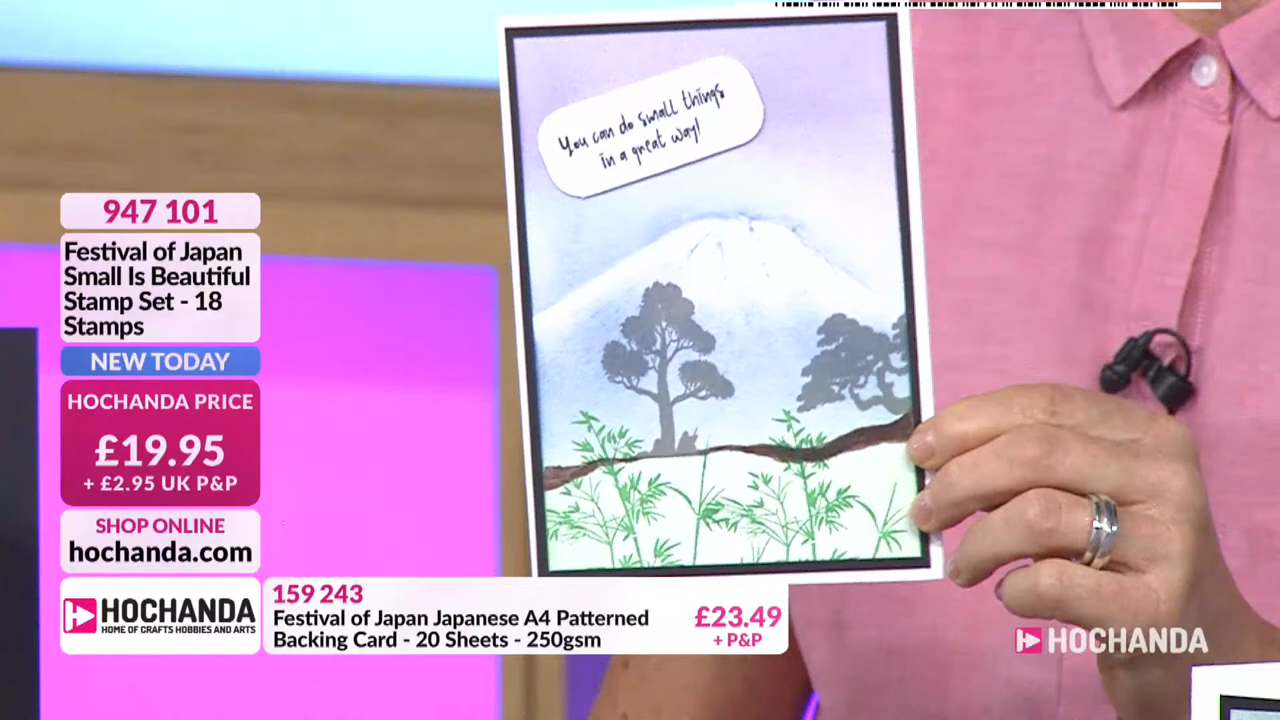 You can do small things
in a great way!
947 101
Festival of Japan
Small Is Beautiful
Stamp Set - 18
Stamps
NEW TODAY
HOCHANDA PRICE
£19.95
+ £2.95 UK P&P
SHOP ONLINE
hochanda.com
HOCHANDA
HOME OF CRAFTS HOBBIES AND ARTS
159 243
Festival of Japan Japanese A4 Patterned
Backing Card - 20 Sheets - 250gsm
£23.49
+ P&P
HOCHANDA